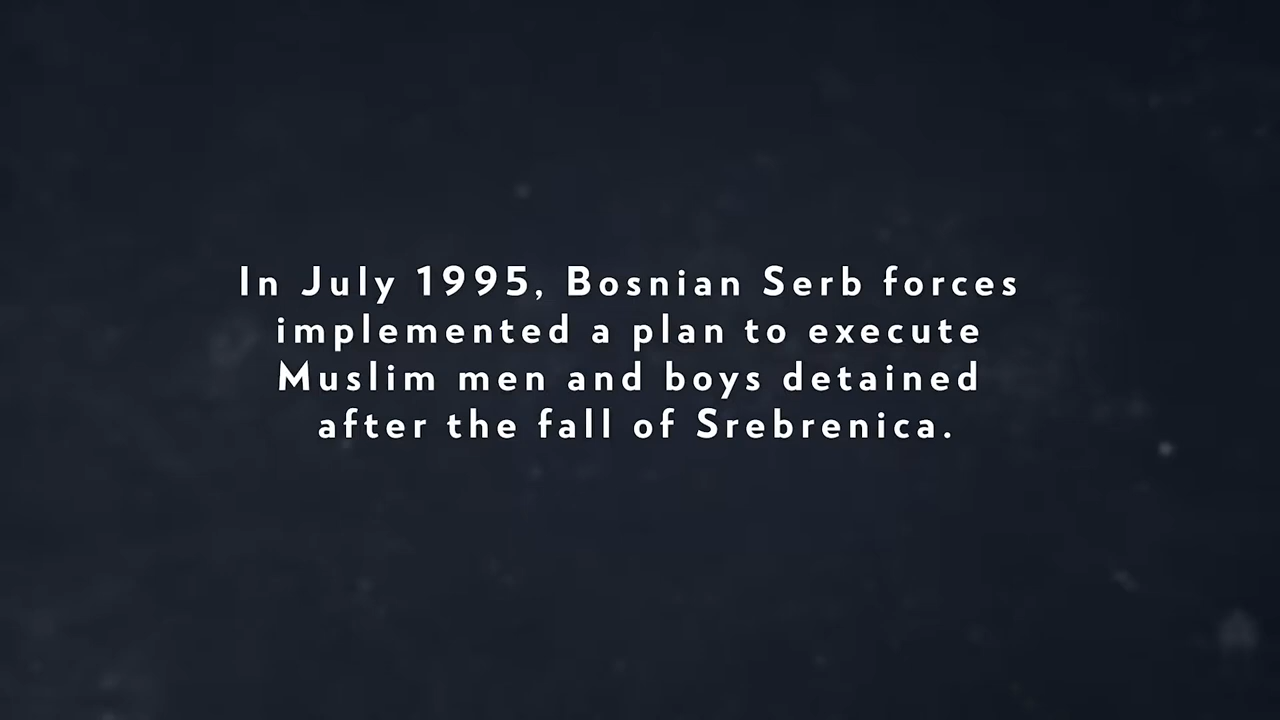 In July 1995, Bosnian Serb forces
implemented a plan to execute
Muslim men and boys detained
after the fall of Srebrenica.